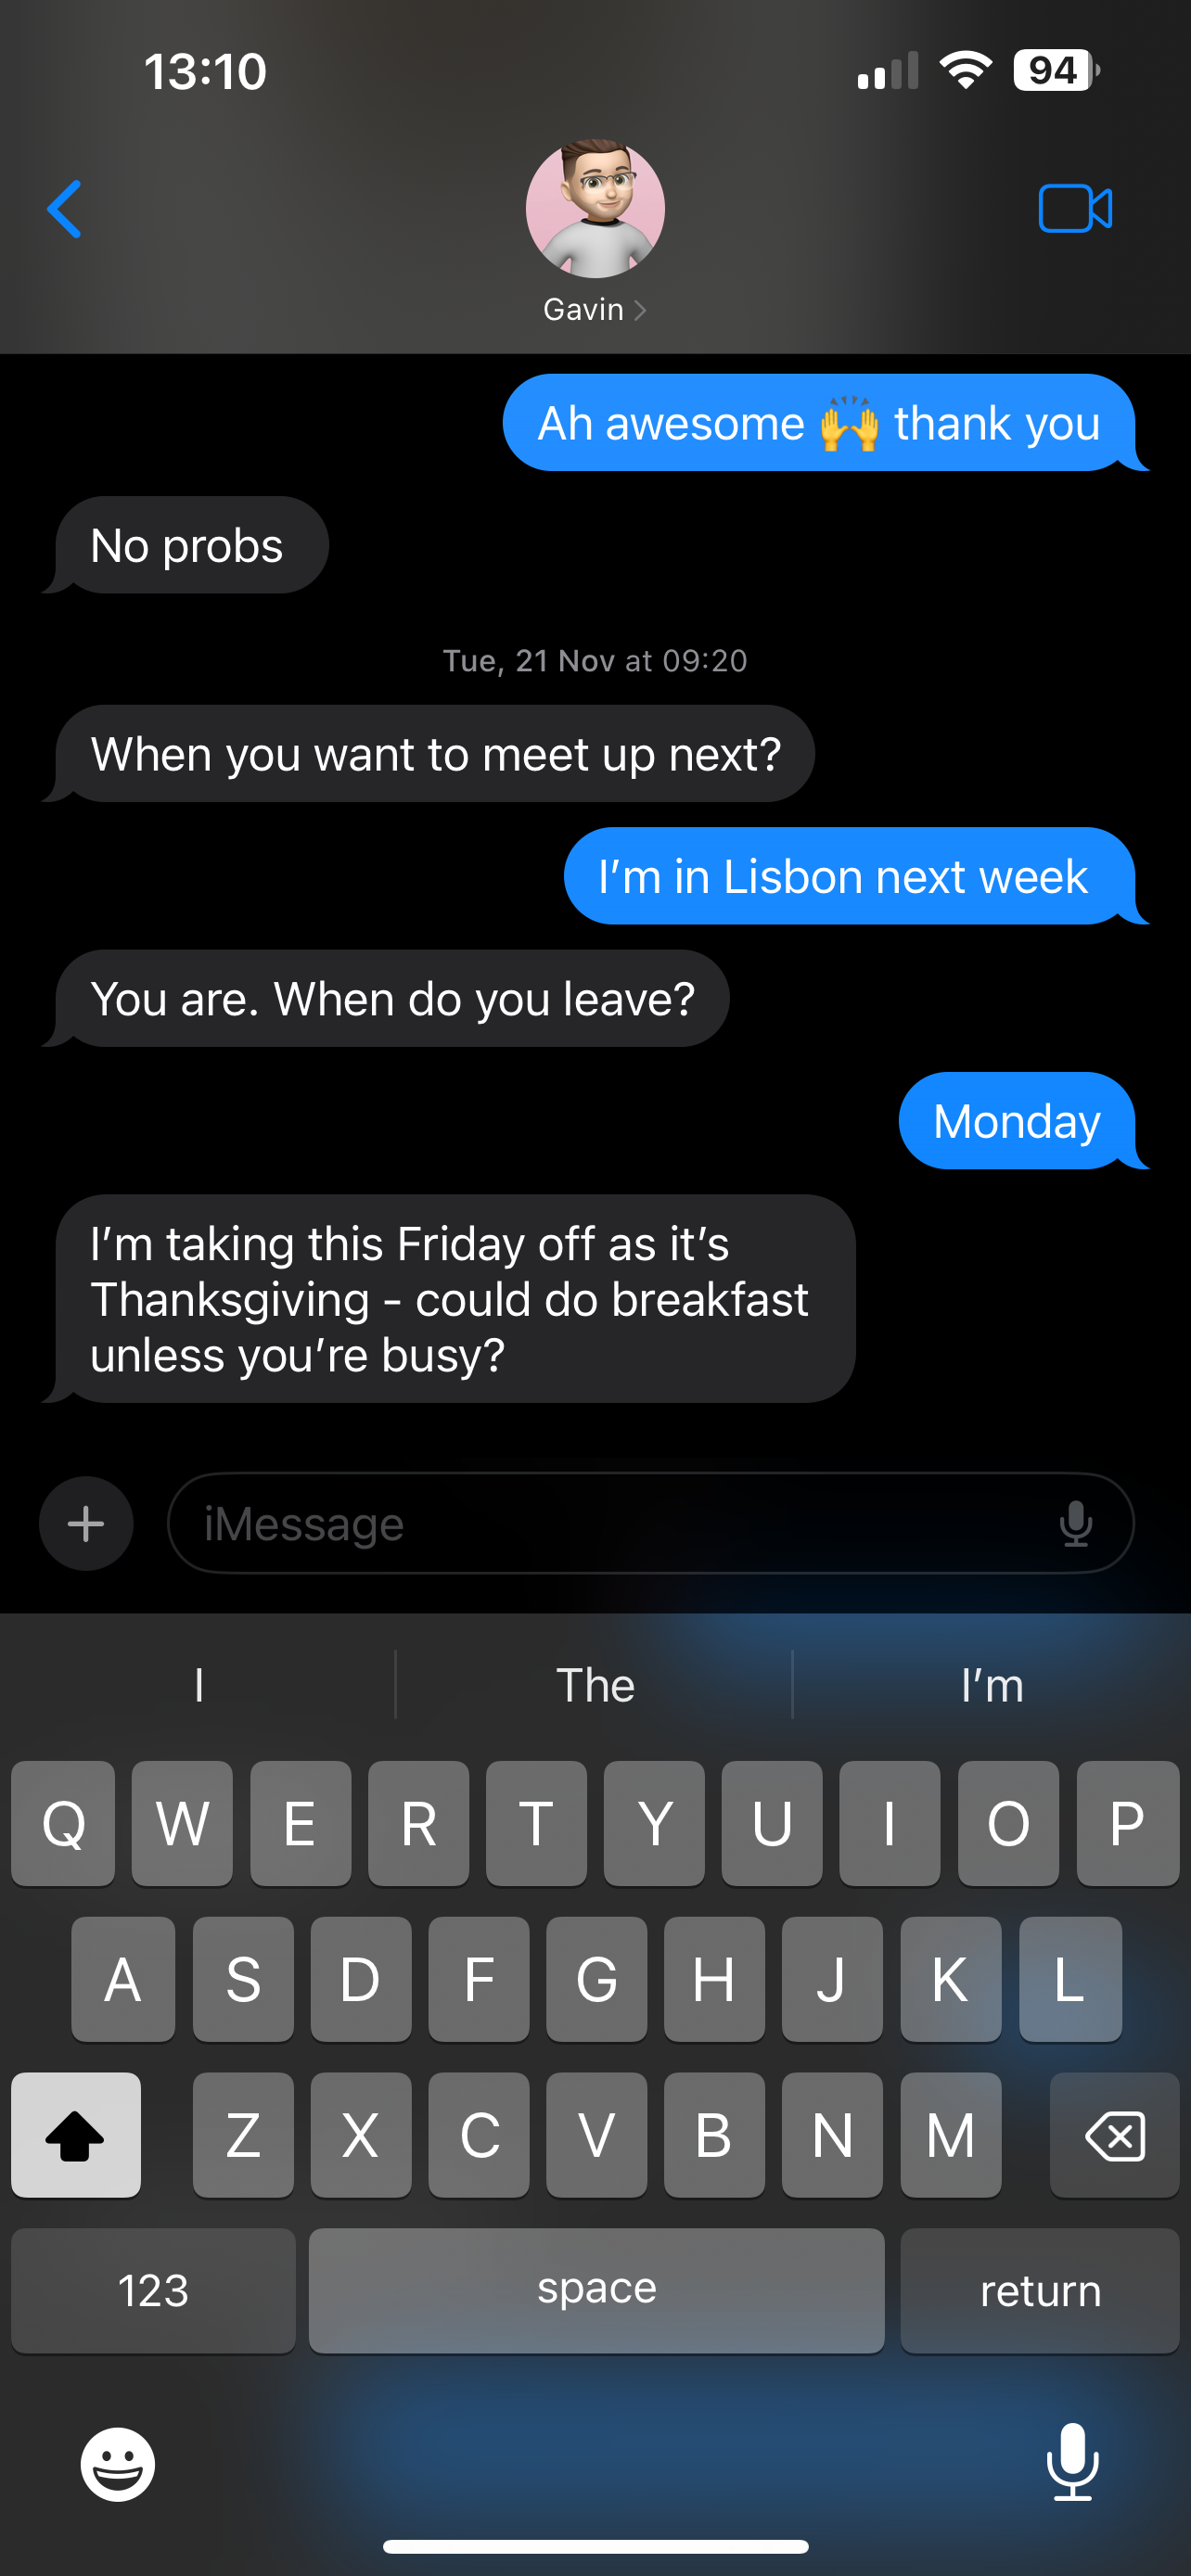 13:10
94
Gavin
Ah awesome 🙌 thank you
No probs
Tue, 21 Nov at 09:20
When you want to meet up next?
I’m in Lisbon next week
You are. When do you leave?
Monday
I’m taking this Friday off as it’s
Thanksgiving - could do breakfast
unless you’re busy?
iMessage
I The I’m
Q W E R T Y U I O P
A S D F G H J K L
Z X C V B N M
123 space return